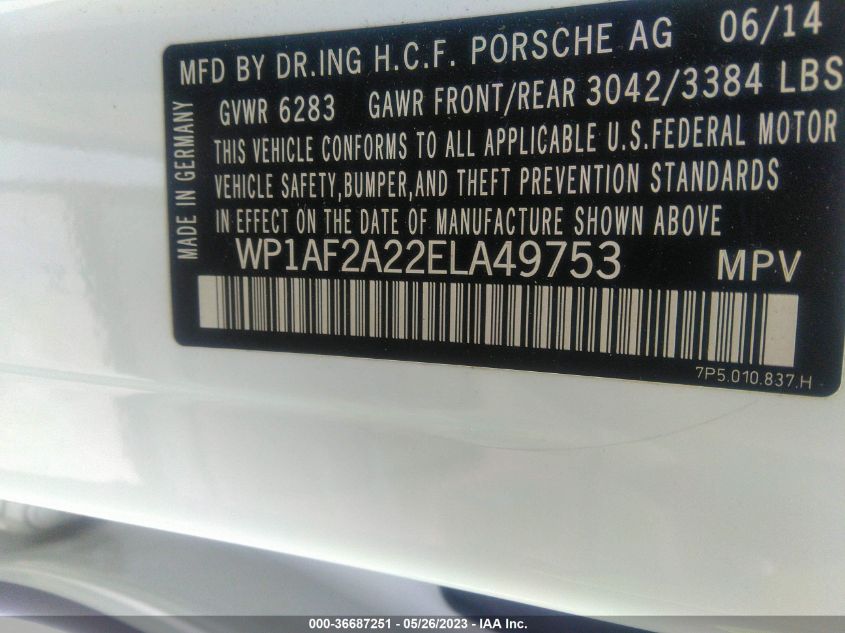 MFD BY DR.ING H.C.F. PORSCHE AG 06/14
GVWR 6283 GAWR FRONT/REAR 3042/3384 LBS
THIS VEHICLE CONFORMS TO ALL APPLICABLE U.S.FEDERAL MOTOR
VEHICLE SAFETY,BUMPER,AND THEFT PREVENTION STANDARDS
IN EFFECT ON THE DATE OF MANUFACTURE SHOWN ABOVE
MADE IN GERMANY
WP1AF2A22ELA49753 MPV
7P5.010.837.H
000-36687251 - 05/26/2023 - IAA Inc.